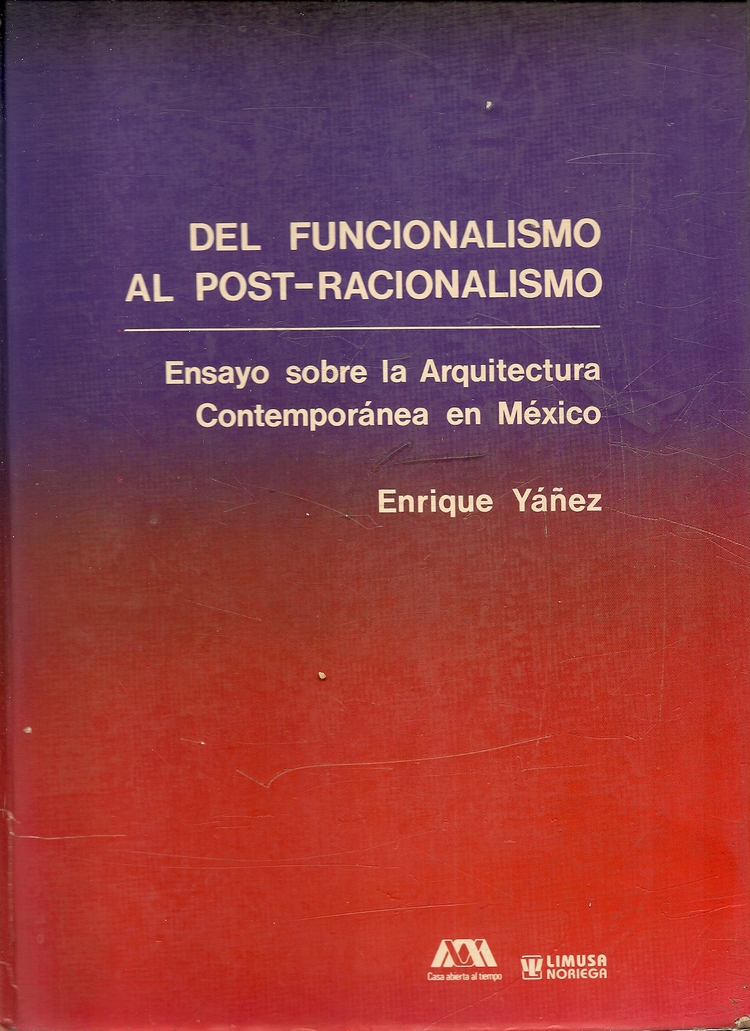 DEL FUNCIONALISMO
AL POST-RACIONALISMO
Ensayo sobre la Arquitectura
Contemporánea en México
Enrique Yáñez
Casa abierta al tiempo
LIMUSA
NORIEGA